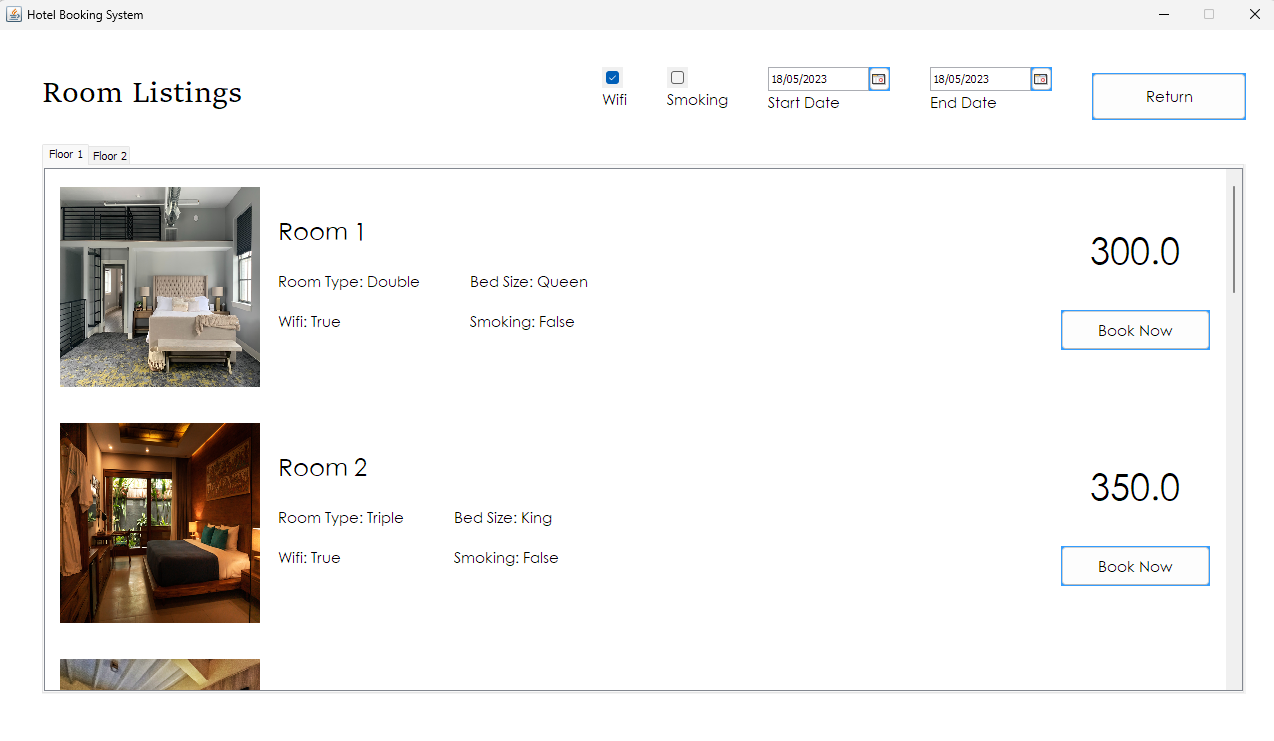 Hotel Booking System
Room Listings
Wifi
Smoking
18/05/2023
Start Date
18/05/2023
End Date
Return
Floor 1
Floor 2
Room 1
Room Type: Double
Bed Size: Queen
Wifi: True
Smoking: False
300.0
Book Now
Room 2
Room Type: Triple
Bed Size: King
Wifi: True
Smoking: False
350.0
Book Now